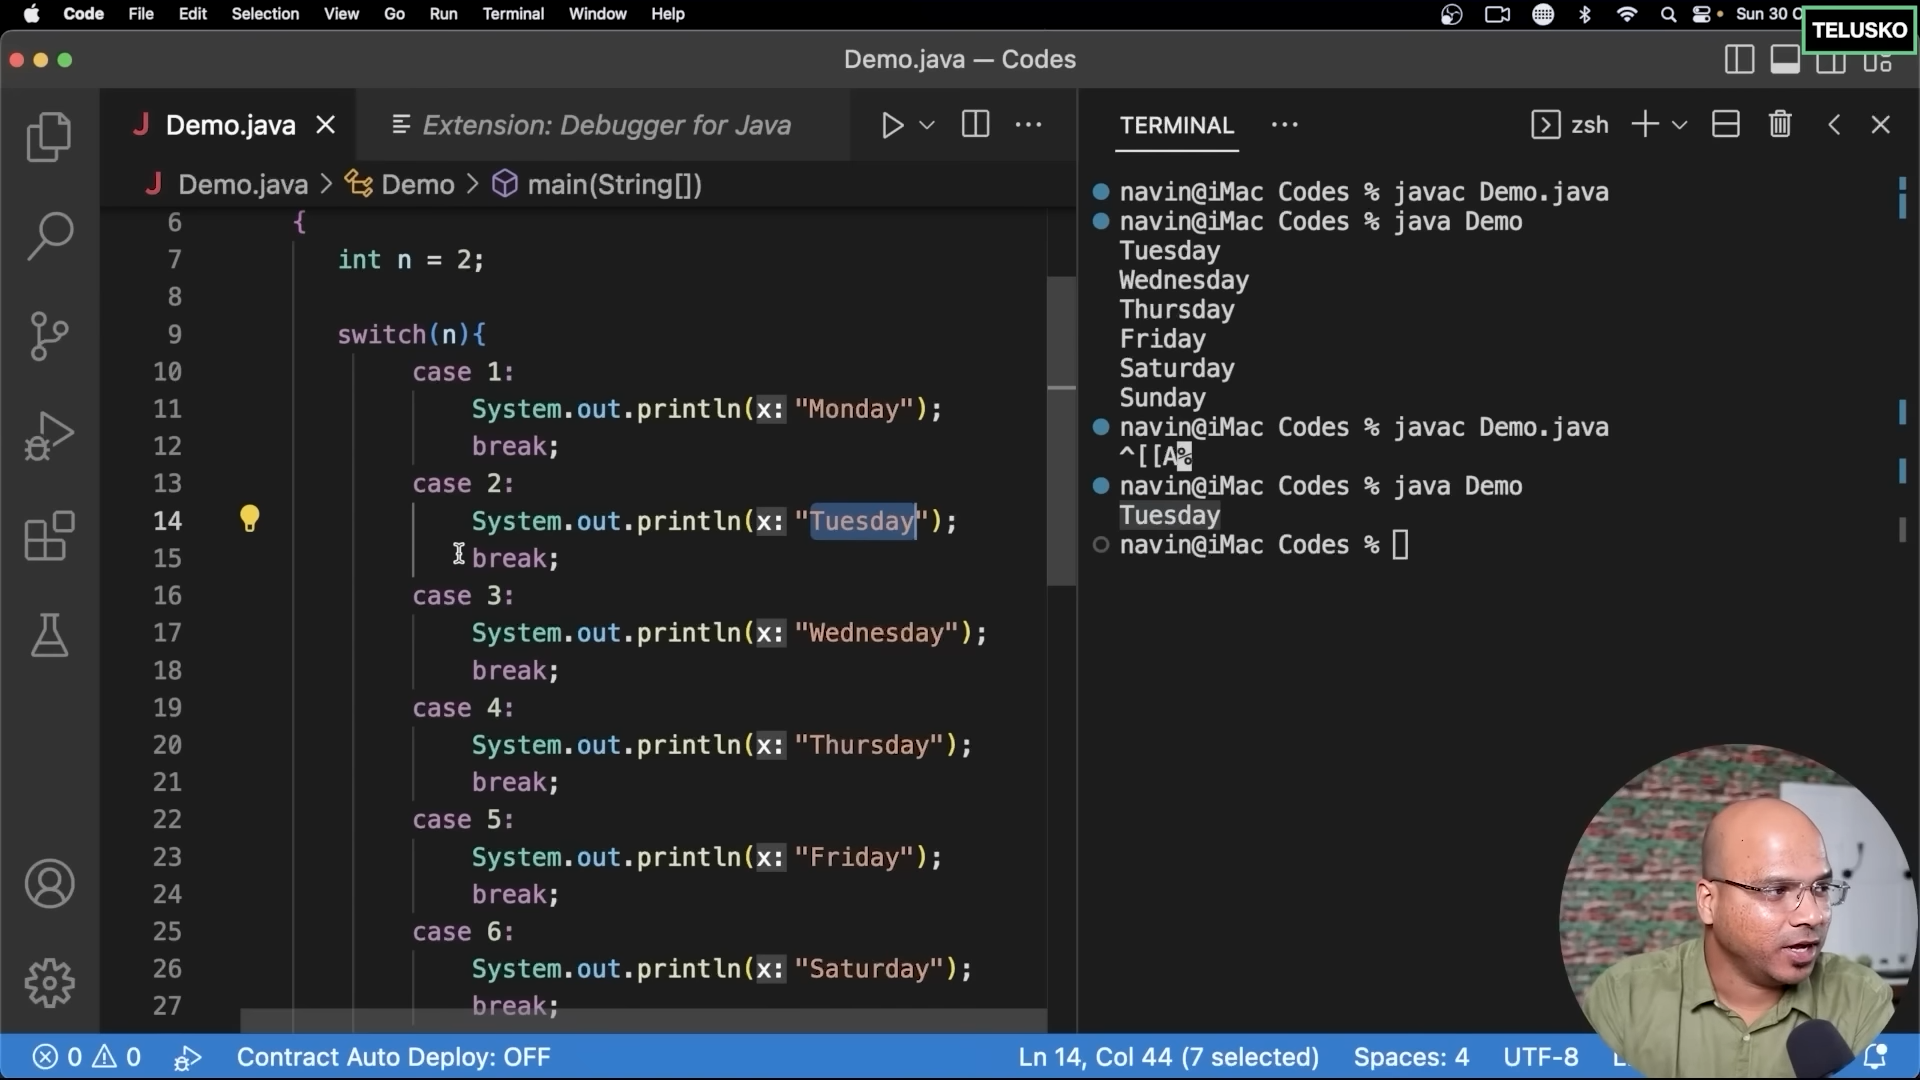 Code File Edit Selection View Go Run Terminal Window Help Sun 30 O
TELUSKO
Demo.java — Codes
J Demo.java Extension: Debugger for Java
J Demo.java > Demo > main(String[])
6 {
7 int n = 2;
8
9 switch(n){
10 case 1:
11 System.out.println(x: "Monday");
12 break;
13 case 2:
14 System.out.println(x: "Tuesday");
15 break;
16 case 3:
17 System.out.println(x: "Wednesday");
18 break;
19 case 4:
20 System.out.println(x: "Thursday");
21 break;
22 case 5:
23 System.out.println(x: "Friday");
24 break;
25 case 6:
26 System.out.println(x: "Saturday");
27 break;
TERMINAL ... zsh
navin@iMac Codes % javac Demo.java
navin@iMac Codes % java Demo
Tuesday
Wednesday
Thursday
Friday
Saturday
Sunday
navin@iMac Codes % javac Demo.java
^[[A%
navin@iMac Codes % java Demo
Tuesday
navin@iMac Codes %
0 0 Contract Auto Deploy: OFF Ln 14, Col 44 (7 selected) Spaces: 4 UTF-8